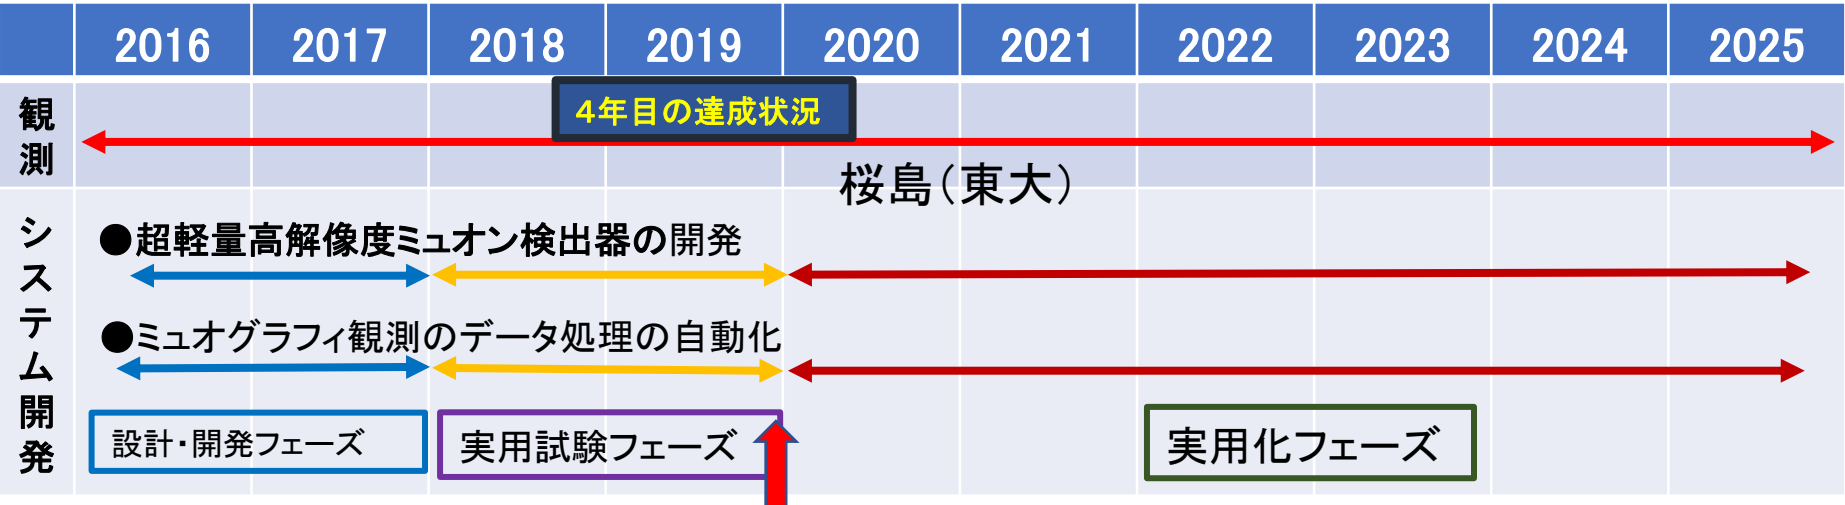 2016 2017 2018 2019 2020 2021 2022 2023 2024 2025
観測
4年目の達成状況
桜島(東大)
システム開発
●超軽量高解像度ミュオン検出器の開発
●ミュオグラフィ観測のデータ処理の自動化
設計・開発フェーズ
実用試験フェーズ
実用化フェーズ